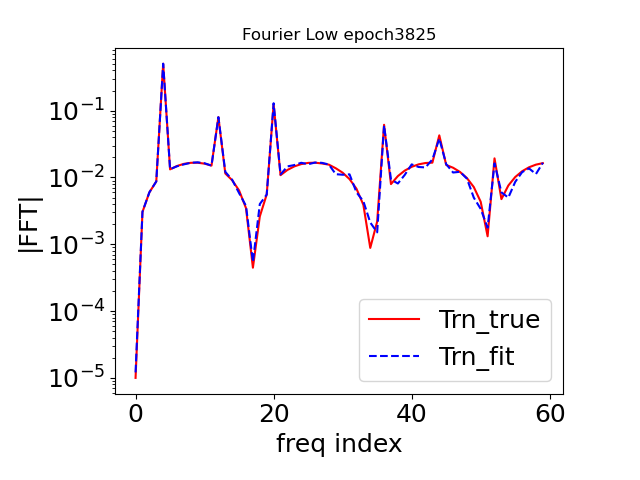 Fourier Low epoch3825
|FFT|
10⁻¹
10⁻²
10⁻³
10⁻⁴
10⁻⁵
Trn_true
Trn_fit
0 20 40 60
freq index